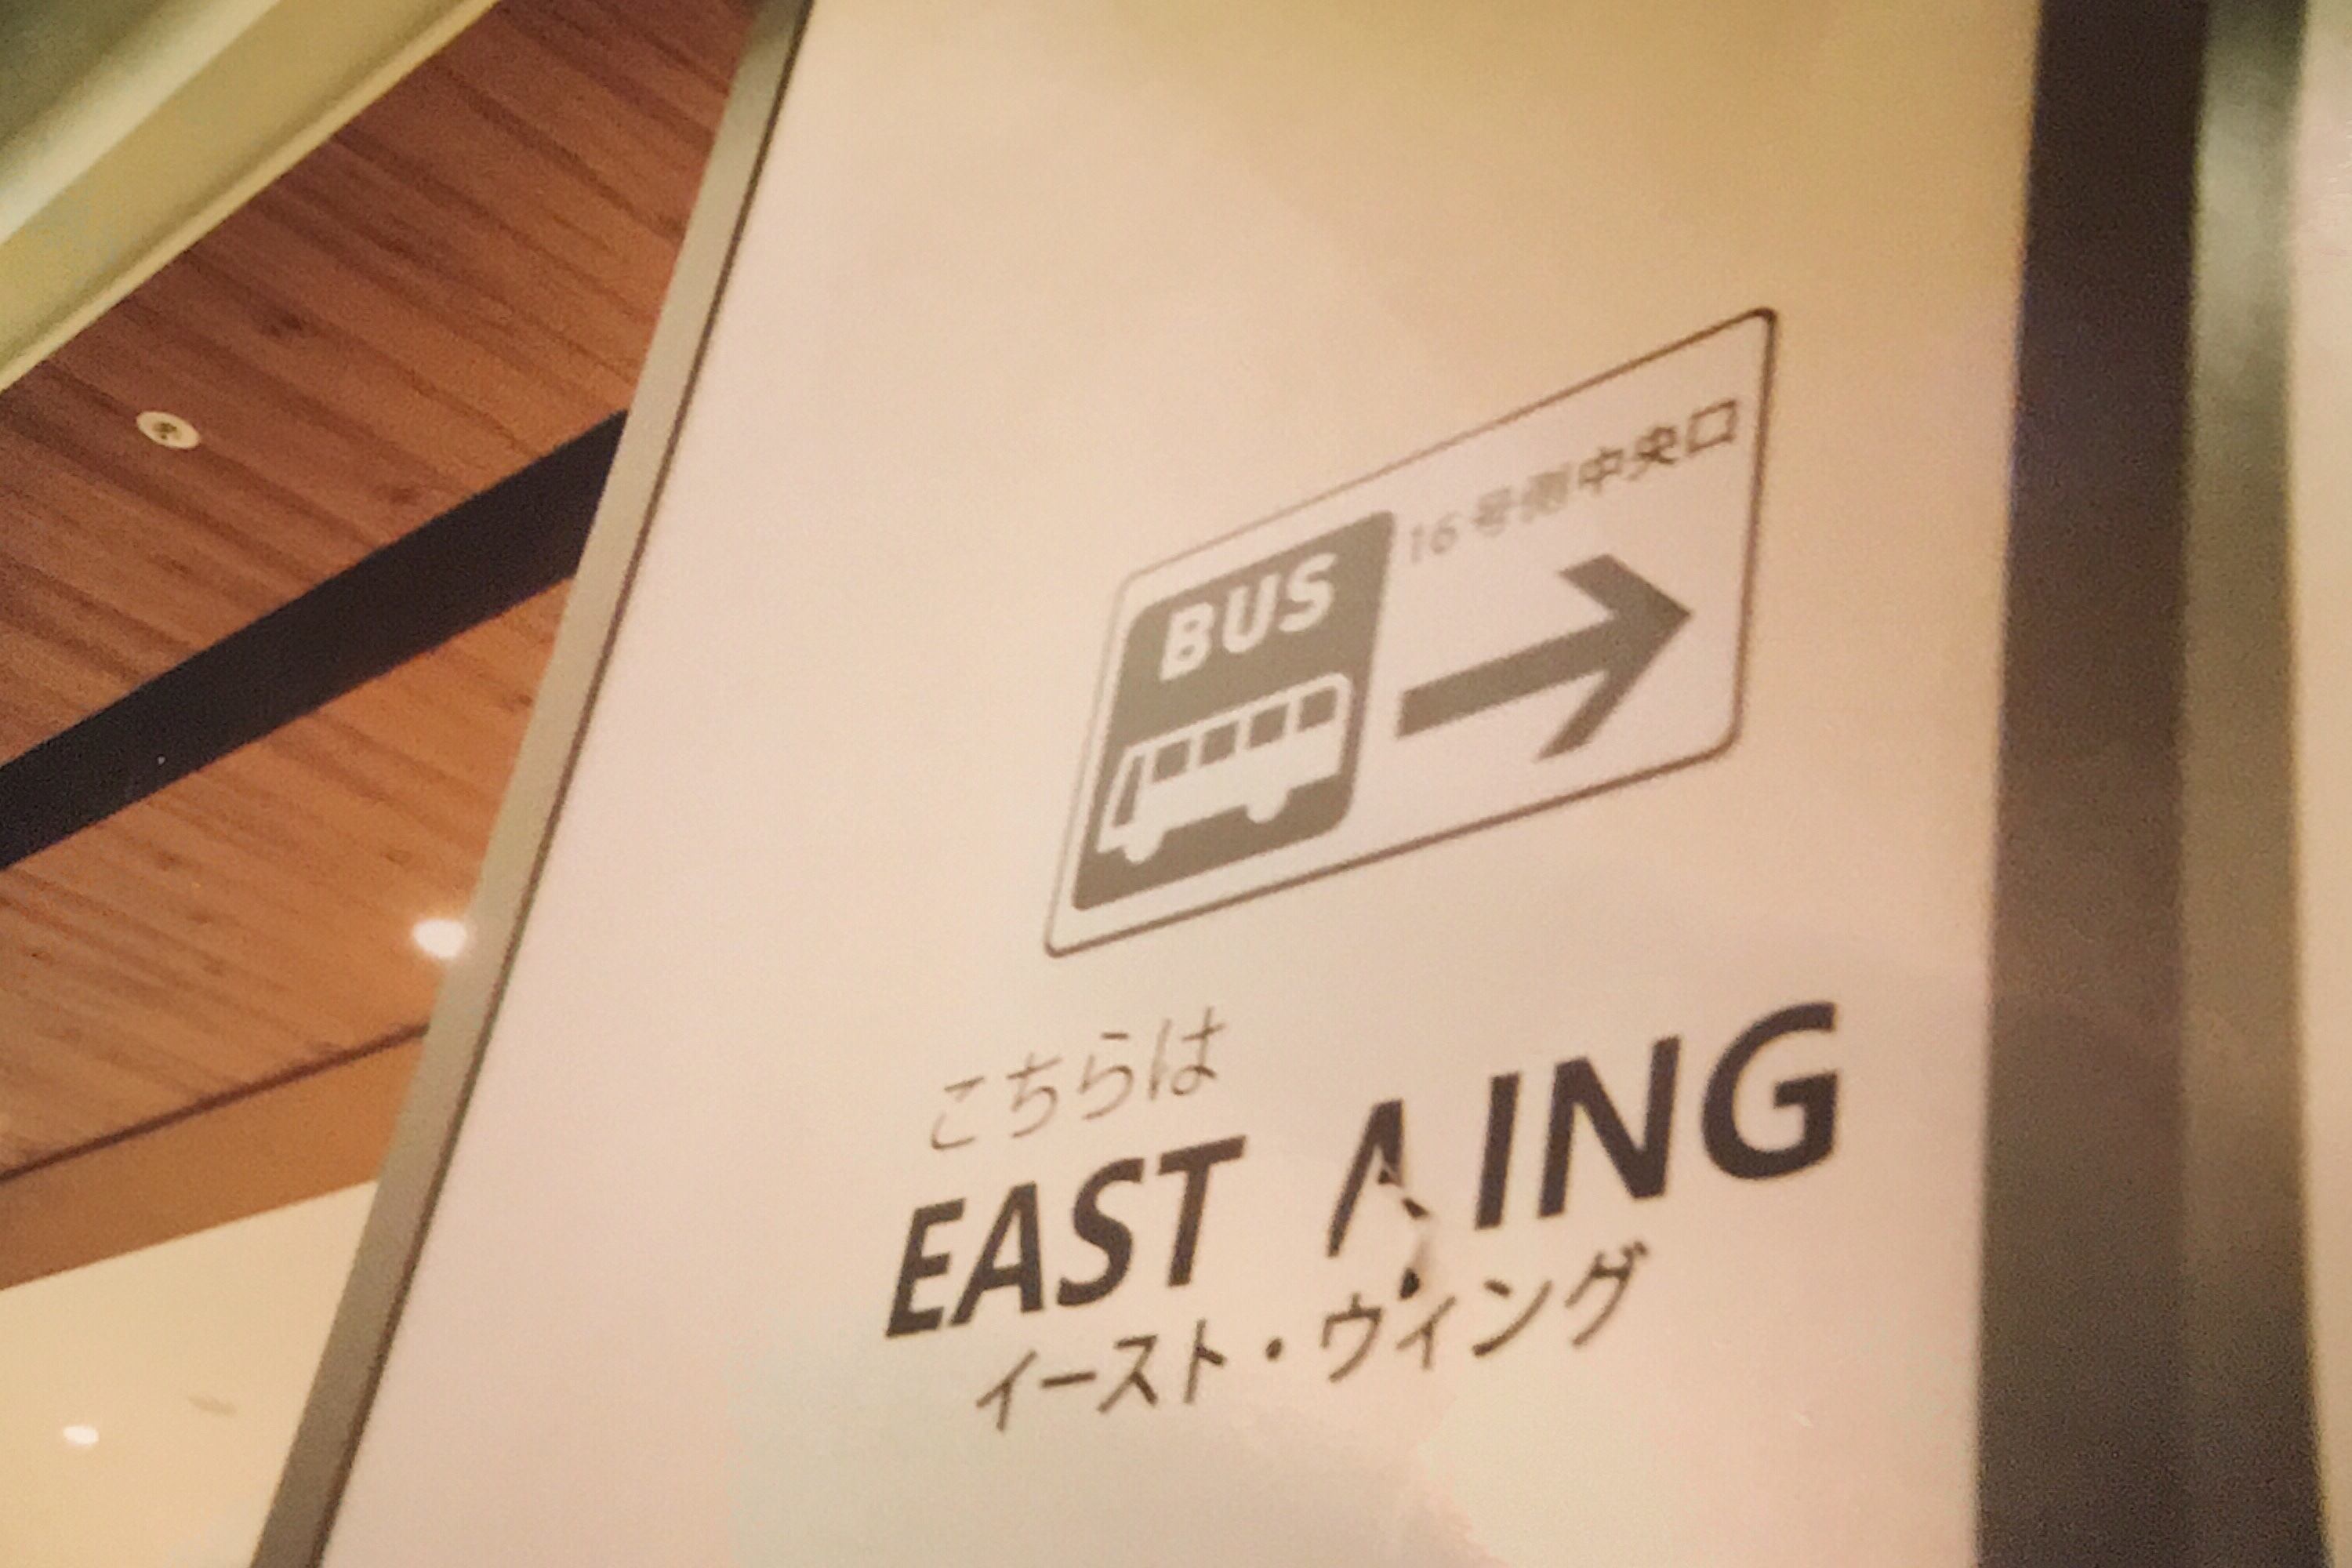 16号側中央口
BUS
こちらは
EAST ING
イースト・ウィング